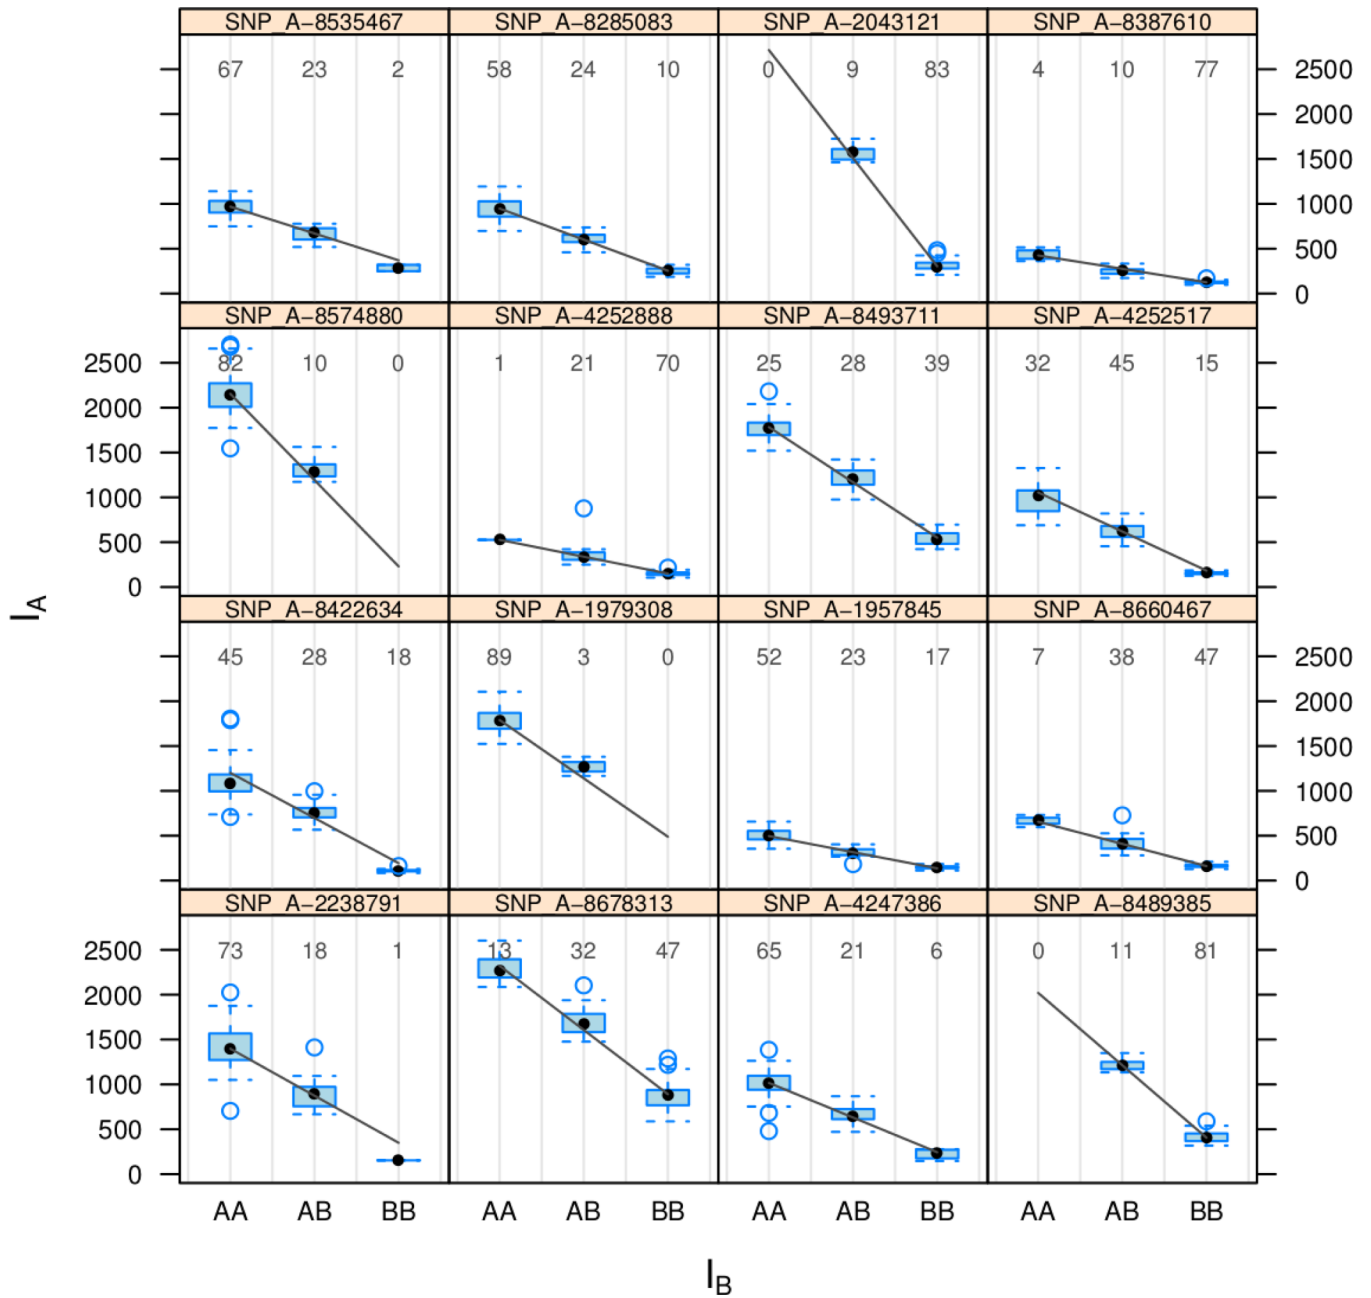 SNP_A−8535467 SNP_A−8285083 SNP_A−2043121 SNP_A−8387610
67 23 2 58 24 10 0 9 83 4 10 77 2500
2000
1500
1000
500
0
SNP_A−8574880 SNP_A−4252888 SNP_A−8493711 SNP_A−4252517
2500 82 10 0 1 21 70 25 28 39 32 45 15
2000
1500
1000
500
0
I_A
SNP_A−8422634 SNP_A−1979308 SNP_A−1957845 SNP_A−8660467
45 28 18 89 3 0 52 23 17 7 38 47 2500
2000
1500
1000
500
0
SNP_A−2238791 SNP_A−8678313 SNP_A−4247386 SNP_A−8489385
2500 73 18 1 13 32 47 65 21 6 0 11 81
2000
1500
1000
500
0
AA AB BB AA AB BB AA AB BB AA AB BB
I_B